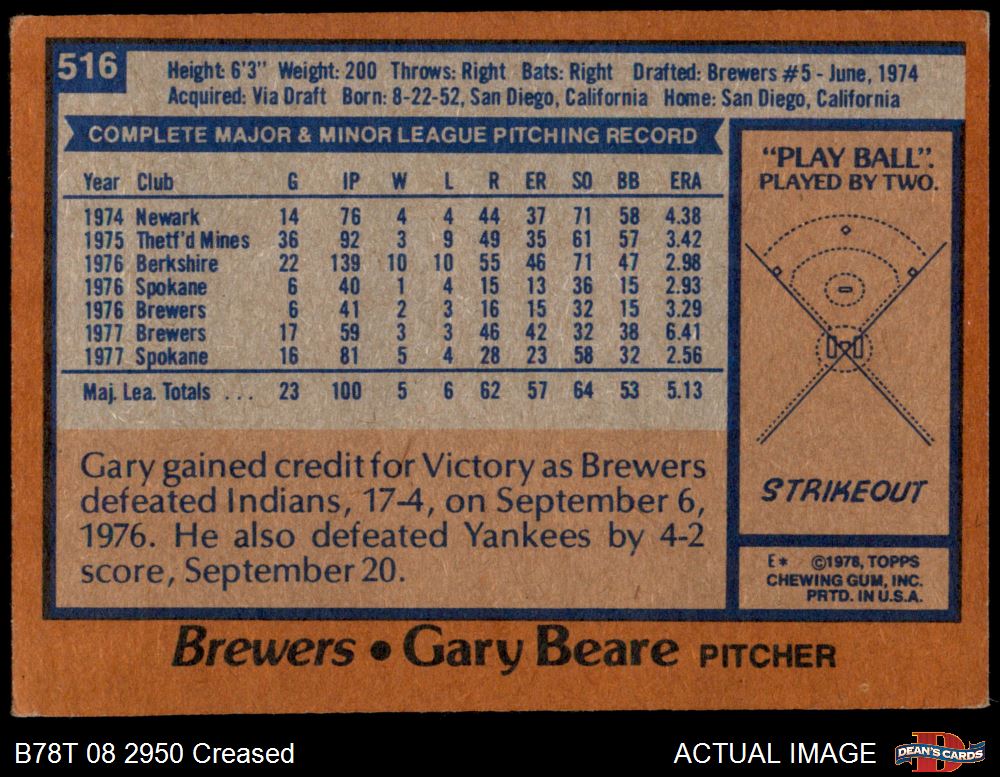 516
Height: 6'3" Weight: 200 Throws: Right Bats: Right Drafted: Brewers #5 - June, 1974
Acquired: Via Draft Born: 8-22-52, San Diego, California Home: San Diego, California
COMPLETE MAJOR & MINOR LEAGUE PITCHING RECORD
Year Club G IP W L R ER SO BB ERA
1974 Newark 14 76 4 4 44 37 71 58 4.38
1975 Thetf'd Mines 36 92 3 9 49 35 61 57 3.42
1976 Berkshire 22 139 10 10 55 46 71 47 2.98
1976 Spokane 6 40 1 4 15 13 36 15 2.93
1976 Brewers 6 41 2 3 16 15 32 15 3.29
1977 Brewers 17 59 3 3 46 42 32 38 6.41
1977 Spokane 16 81 5 4 28 23 58 32 2.56
Maj. Lea. Totals . . . 23 100 5 6 62 57 64 53 5.13
Gary gained credit for Victory as Brewers
defeated Indians, 17-4, on September 6,
1976. He also defeated Yankees by 4-2
score, September 20.
"PLAY BALL".
PLAYED BY TWO.
STRIKEOUT
E* ©1978, TOPPS
CHEWING GUM, INC.
PRTD. IN U.S.A.
Brewers • Gary Beare PITCHER
B78T 08 2950 Creased
ACTUAL IMAGE
DEAN'S CARDS